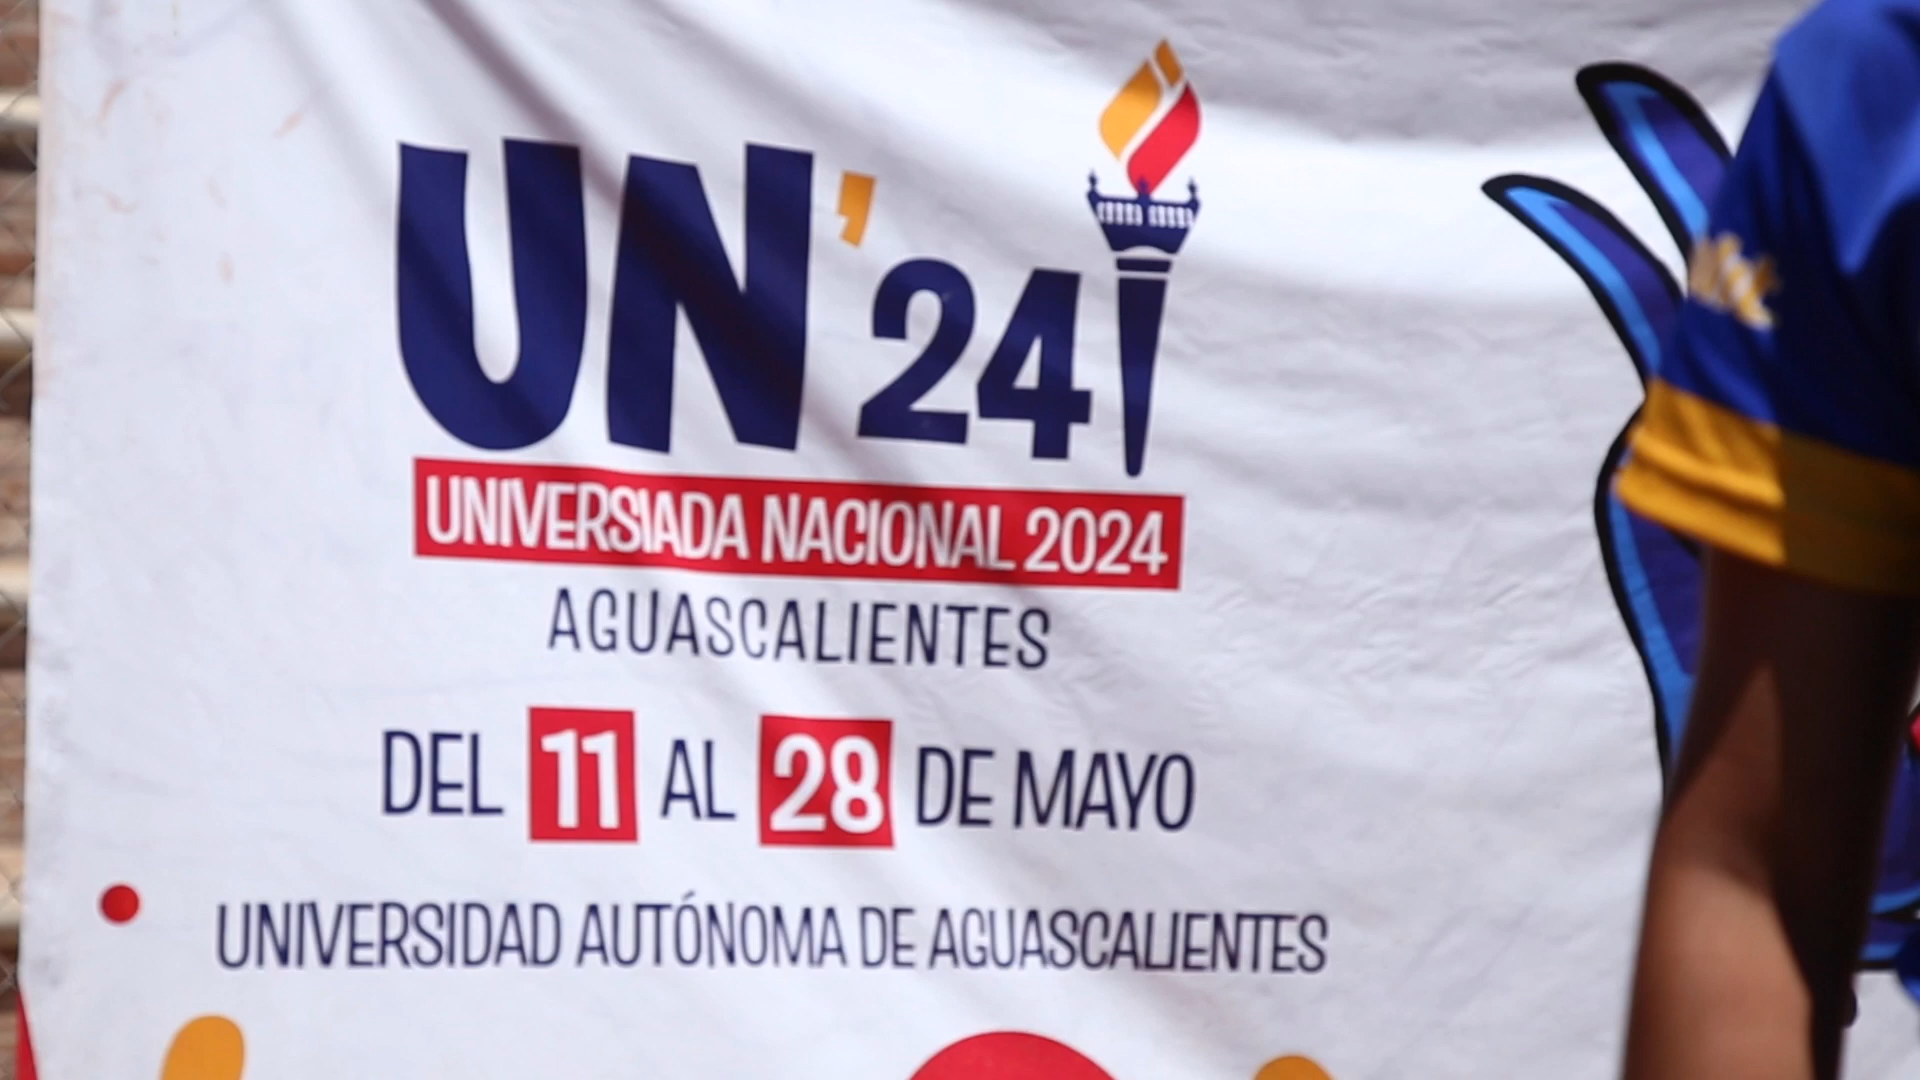 UN'24
UNIVERSIADA NACIONAL 2024
AGUASCALIENTES
DEL 11 AL 28 DE MAYO
UNIVERSIDAD AUTÓNOMA DE AGUASCALIENTES